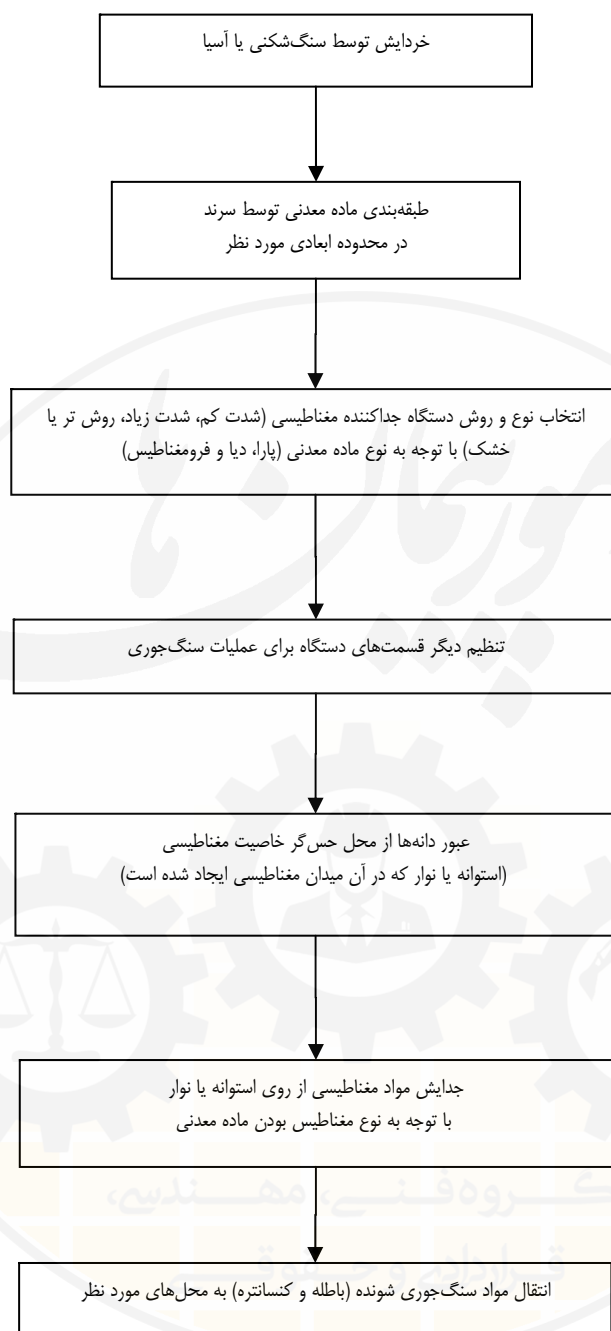 خردایش توسط سنگ‌شکنی یا آسیا
طبقه‌بندی ماده معدنی توسط سرند
در محدوده ابعادی مورد نظر
انتخاب نوع و روش دستگاه جداکننده مغناطیسی (شدت کم، شدت زیاد، روش تر یا
خشک) با توجه به نوع ماده معدنی (پارا، دیا و فرومغناطیس)
تنظیم دیگر قسمت‌های دستگاه برای عملیات سنگ‌جوری
عبور دانه‌ها از محل حس‌گر خاصیت مغناطیسی
(استوانه یا نوار که در آن میدان مغناطیسی ایجاد شده است)
جدایش مواد مغناطیسی از روی استوانه یا نوار
با توجه به نوع مغناطیس بودن ماده معدنی
گروه فنی، مهندسی،
قراردادی و حقوقی
انتقال مواد سنگ‌جوری شونده (باطله و کنسانتره) به محل‌های مورد نظر